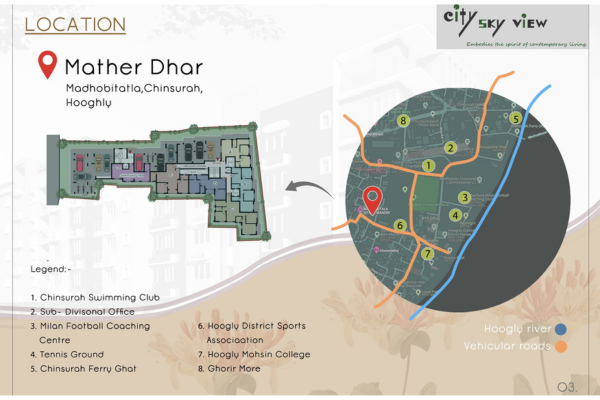 LOCATION
city sky view
Embodies the spirit of contemporary living.
Mather Dhar
Madhobitatla,Chinsurah,
Hooghly
8
5
2
1
3
4
6
7
Legend:-
1. Chinsurah Swimming Club
2. Sub- Divisonal Office
3. Milan Football Coaching
Centre
4. Tennis Ground
5. Chinsurah Ferry Ghat
6. Hoogly District Sports
Associaation
7. Hoogly Mohsin College
8. Ghorir More
Hoogly river
Vehicular roads
03.